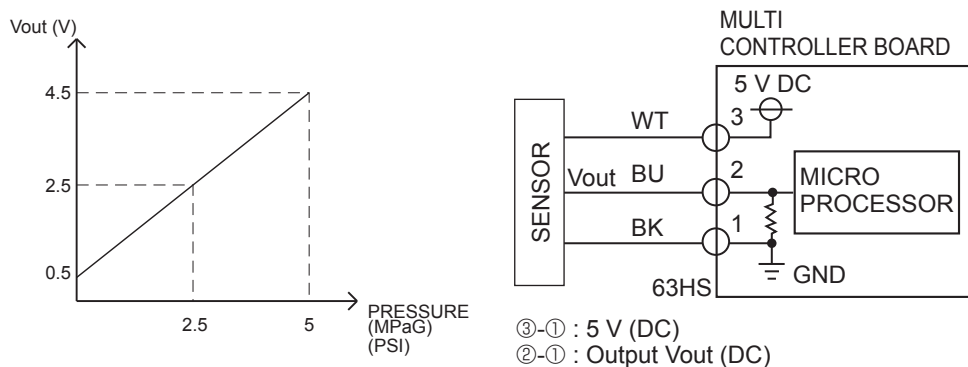 Vout (V)
4.5
2.5
0.5
2.5
5
PRESSURE
(MPaG)
(PSI)
MULTI
CONTROLLER BOARD
5 V DC
SENSOR
WT
3
Vout BU
2
BK
1
MICRO
PROCESSOR
GND
63HS
③-① : 5 V (DC)
②-① : Output Vout (DC)